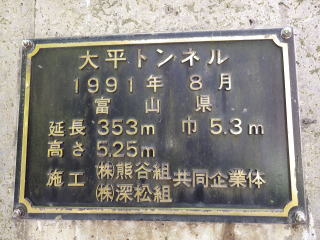 大平トンネル
1991年 8月
富山県
延長 353m 巾 5.3m
高さ 5.25m
施工 ㈱熊谷組 共同企業体
㈱深松組